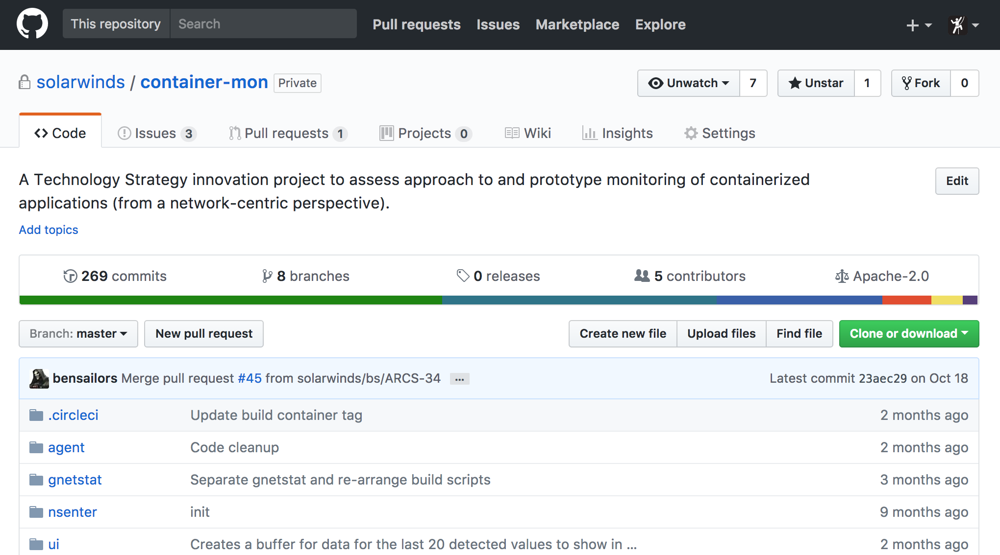 This repository Search Pull requests Issues Marketplace Explore
solarwinds / container-mon Private Unwatch 7 Unstar 1 Fork 0
Code Issues 3 Pull requests 1 Projects 0 Wiki Insights Settings
A Technology Strategy innovation project to assess approach to and prototype monitoring of containerized
applications (from a network-centric perspective).
Edit
Add topics
269 commits 8 branches 0 releases 5 contributors Apache-2.0
Branch: master New pull request Create new file Upload files Find file Clone or download
bensailors Merge pull request #45 from solarwinds/bs/ARCS-34 … Latest commit 23aec29 on Oct 18
.circleci Update build container tag 2 months ago
agent Code cleanup 2 months ago
gnetstat Separate gnetstat and re-arrange build scripts 3 months ago
nsenter init 9 months ago
ui Creates a buffer for data for the last 20 detected values to show in … 2 months ago